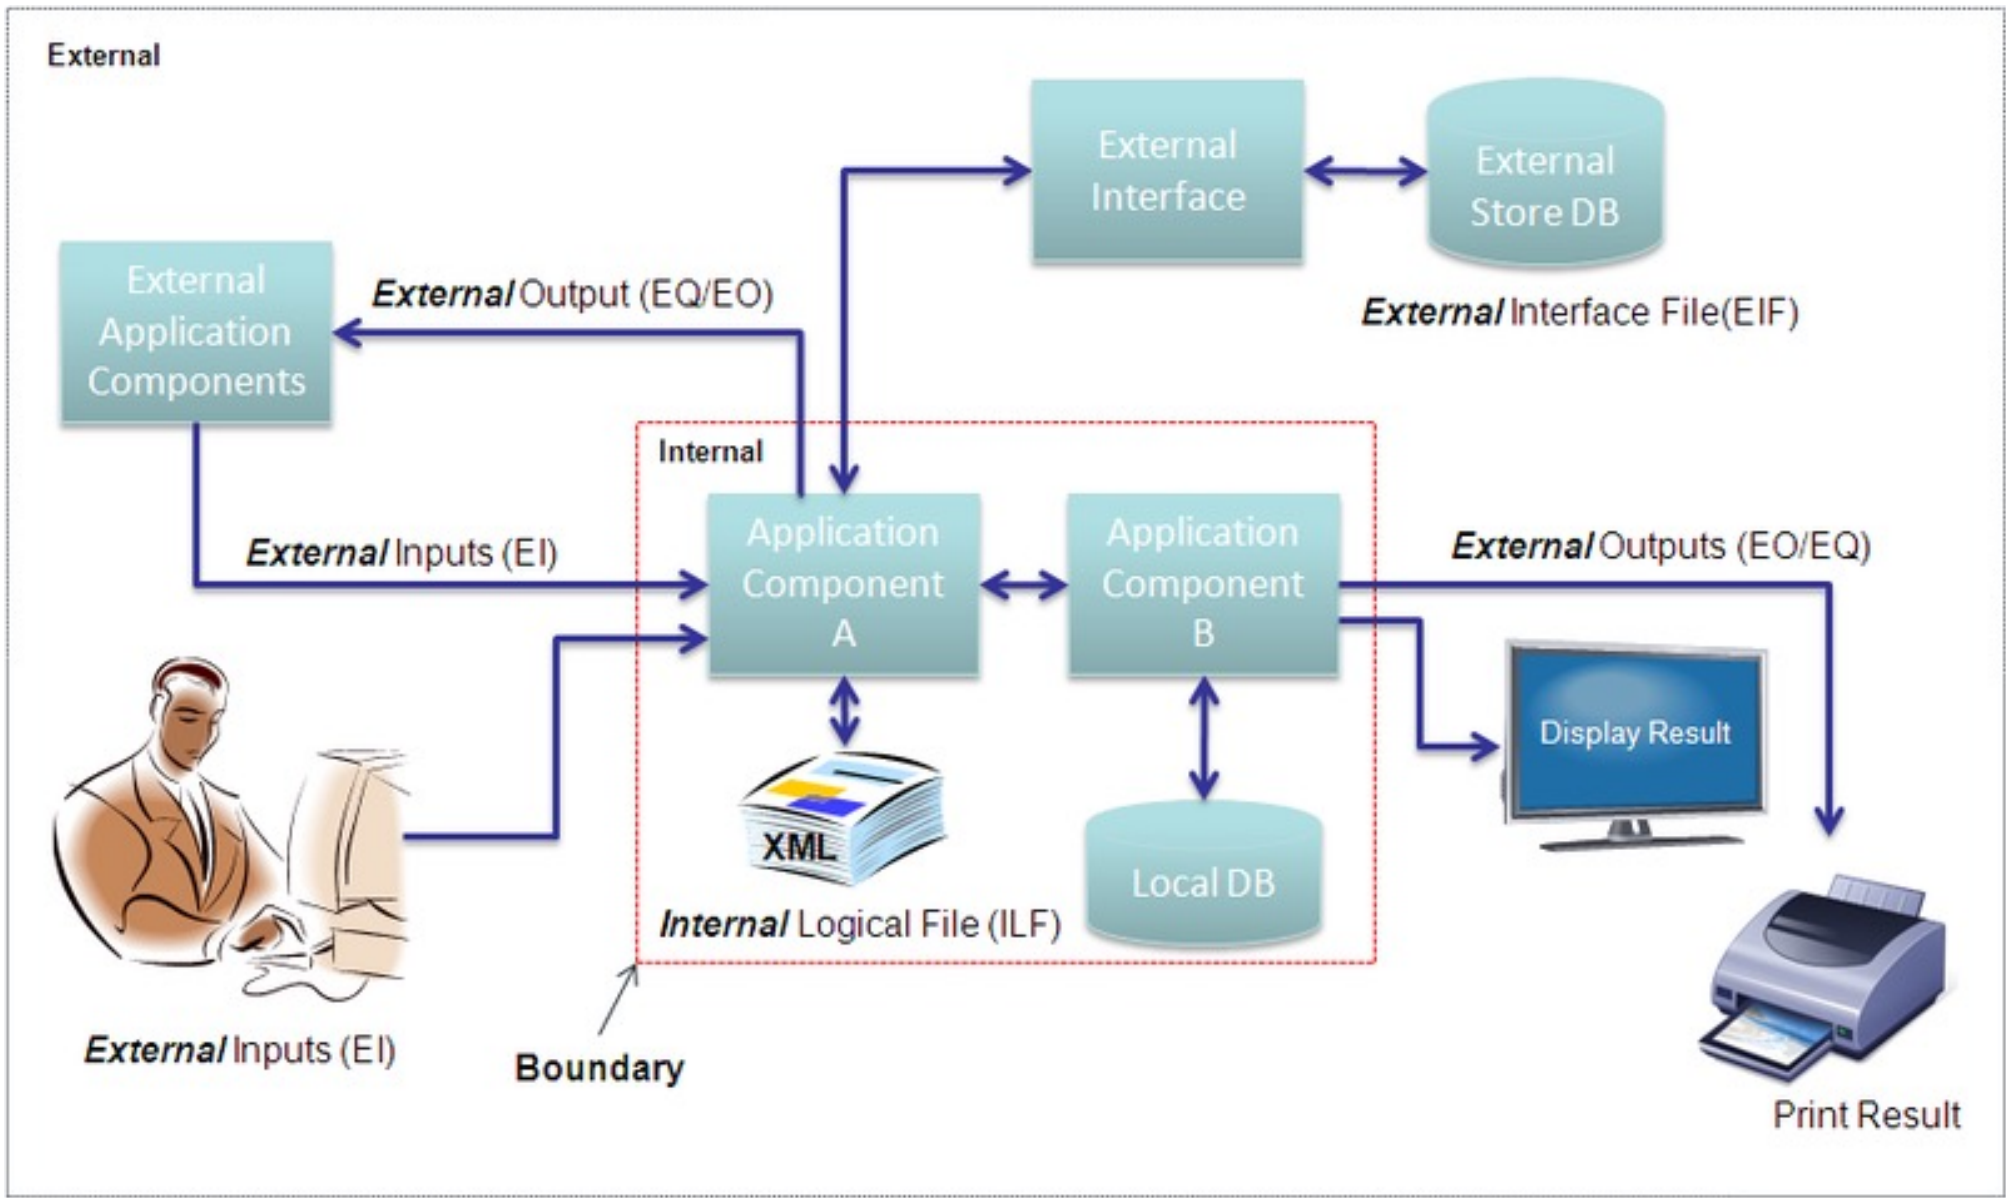 External
External
Interface
External
Store DB
External Interface File(EIF)
External
Application
Components
External Output (EQ/EO)
Internal
External Inputs (EI)
Application
Component
A
Application
Component
B
External Outputs (EO/EQ)
Display Result
XML
Local DB
Internal Logical File (ILF)
External Inputs (EI)
Boundary
Print Result